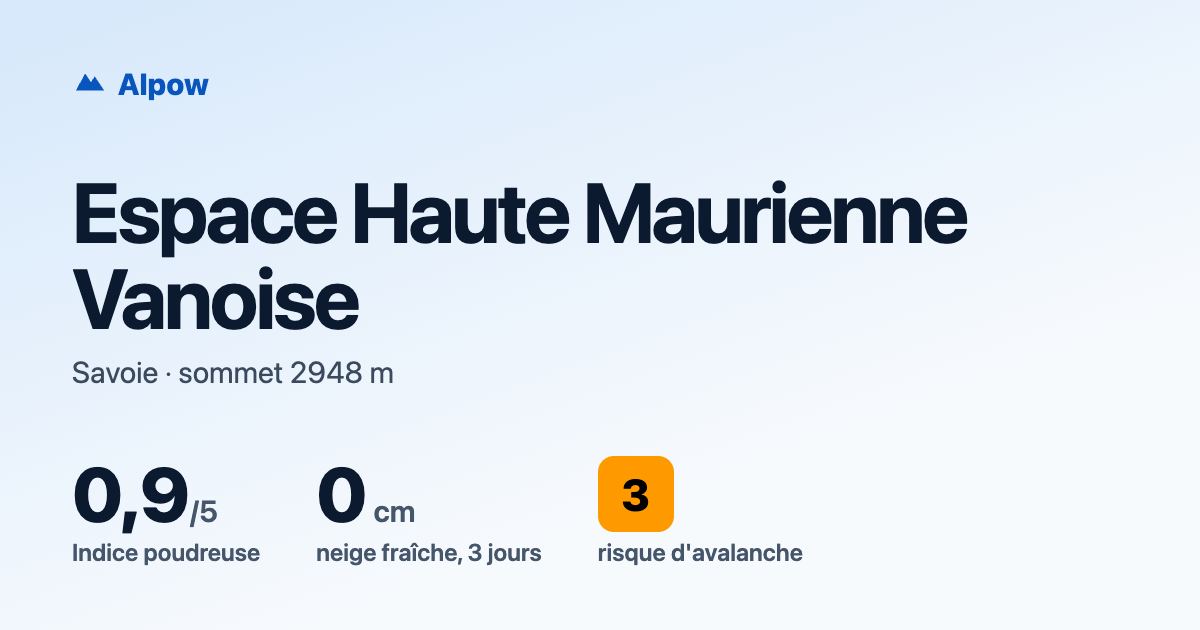 Alpow
Espace Haute Maurienne
Vanoise
Savoie · sommet 2948 m
0,9/5
Indice poudreuse
0 cm
neige fraîche, 3 jours
3
risque d'avalanche